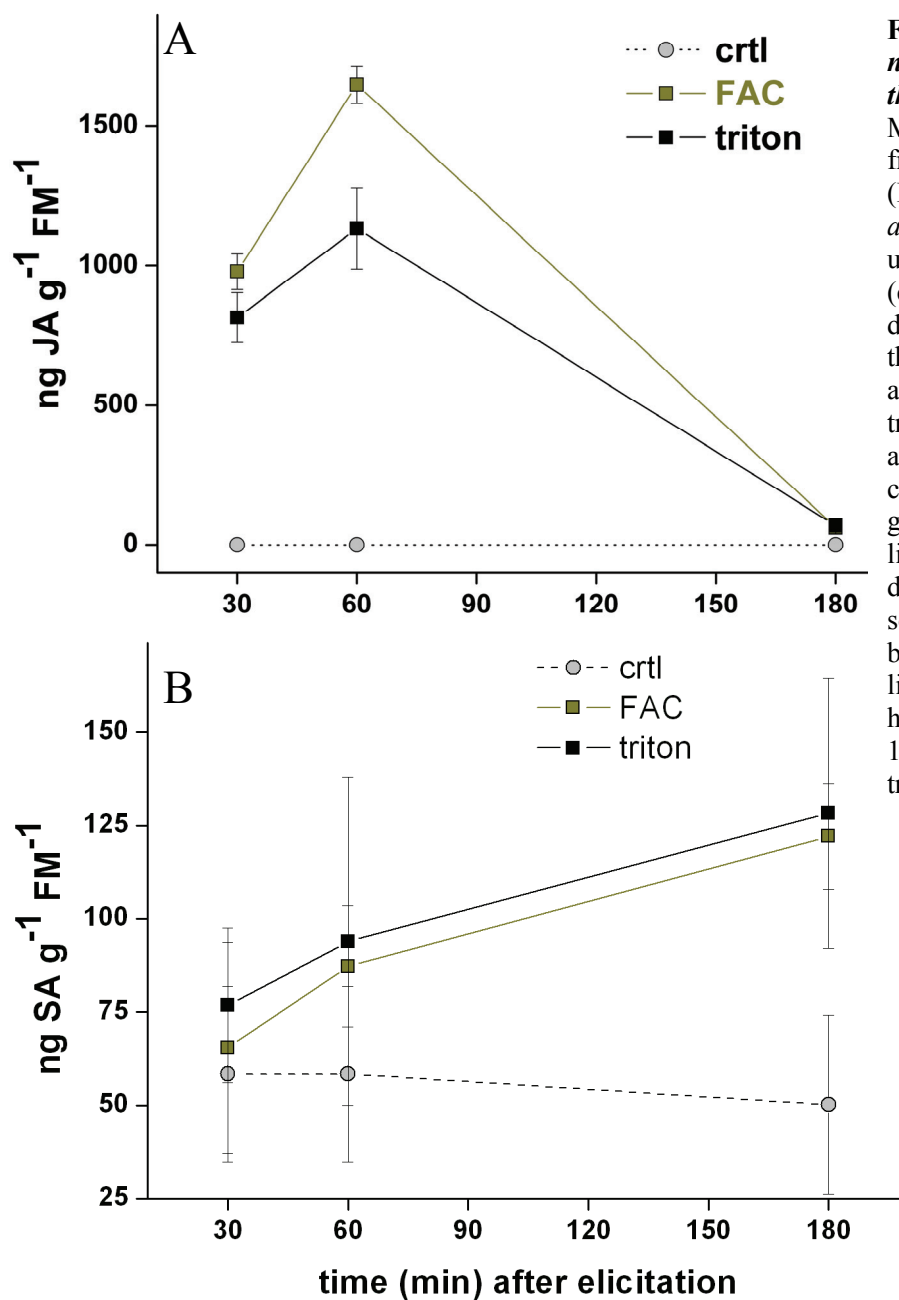 A
crtl
FAC
triton
ng JA g⁻¹ FM⁻¹
1500
1000
500
0
30 60 90 120 150 180
B
crtl
FAC
triton
ng SA g⁻¹ FM⁻¹
150
125
100
75
50
25
30 60 90 120 150 180
time (min) after elicitation